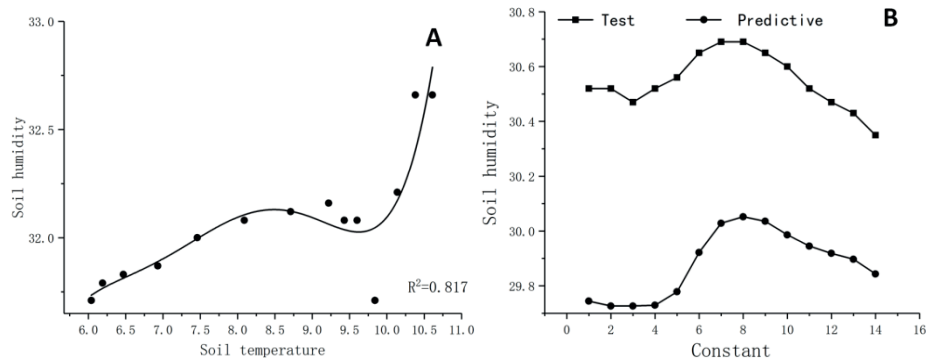 A
33.0
32.5
32.0
Soil humidity
6.0 6.5 7.0 7.5 8.0 8.5 9.0 9.5 10.0 10.5 11.0
Soil temperature
R²=0.817
B
Test Predictive
30.8
30.6
30.4
30.2
30.0
29.8
Soil humidity
0 2 4 6 8 10 12 14 16
Constant